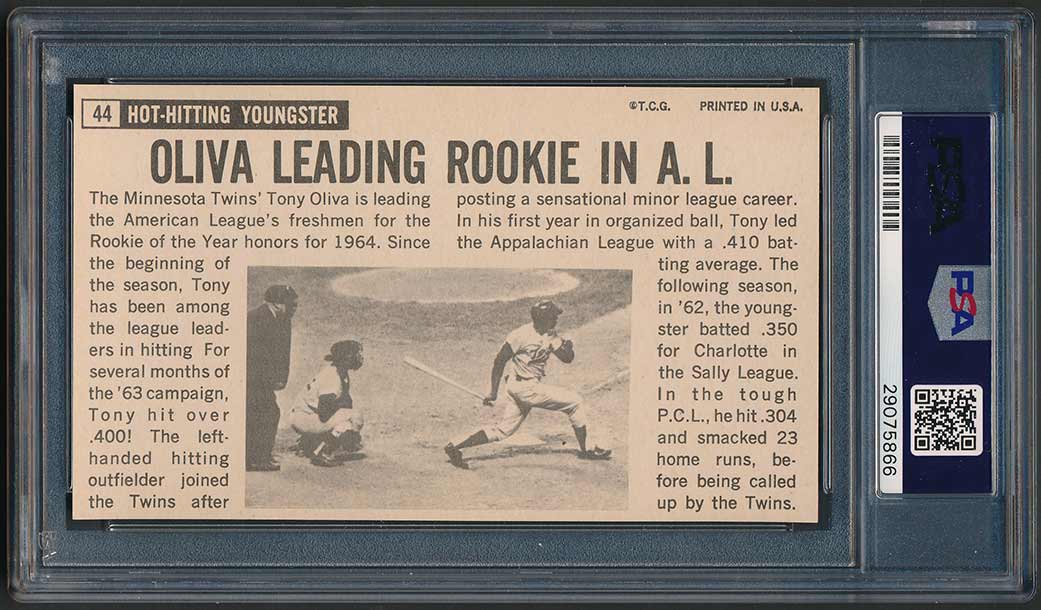 44 HOT-HITTING YOUNGSTER
©T.C.G. PRINTED IN U.S.A.
OLIVA LEADING ROOKIE IN A. L.
The Minnesota Twins' Tony Oliva is leading
the American League's freshmen for the
Rookie of the Year honors for 1964. Since
the beginning of
the season, Tony
has been among
the league lead-
ers in hitting For
several months of
the '63 campaign,
Tony hit over
.400! The left-
handed hitting
outfielder joined
the Twins after
posting a sensational minor league career.
In his first year in organized ball, Tony led
the Appalachian League with a .410 bat-
ting average. The
following season,
in '62, the young-
ster batted .350
for Charlotte in
the Sally League.
In the tough
P.C.L., he hit .304
and smacked 23
home runs, be-
fore being called
up by the Twins.
PSA
PSA
29075866